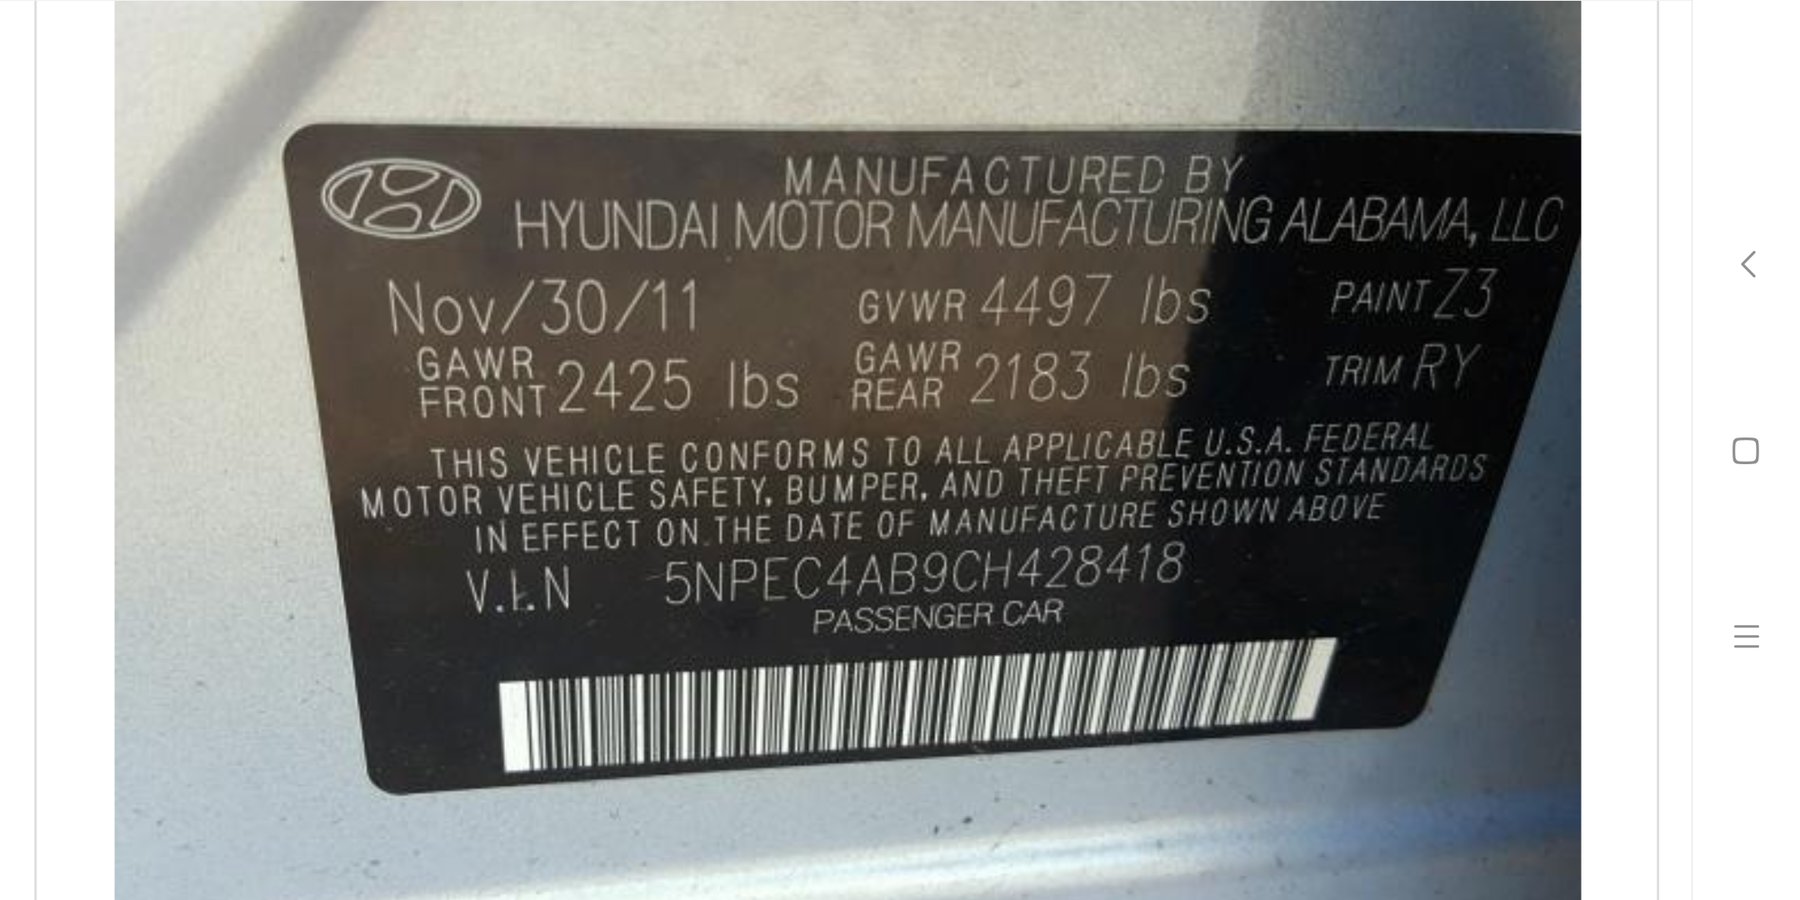 MANUFACTURED BY
HYUNDAI MOTOR MANUFACTURING ALABAMA, LLC
Nov/30/11 GVWR 4497 lbs PAINT Z3
GAWR FRONT 2425 lbs GAWR REAR 2183 lbs TRIM RY
THIS VEHICLE CONFORMS TO ALL APPLICABLE U.S.A. FEDERAL
MOTOR VEHICLE SAFETY, BUMPER, AND THEFT PREVENTION STANDARDS
IN EFFECT ON THE DATE OF MANUFACTURE SHOWN ABOVE
V.I.N 5NPEC4AB9CH428418
PASSENGER CAR